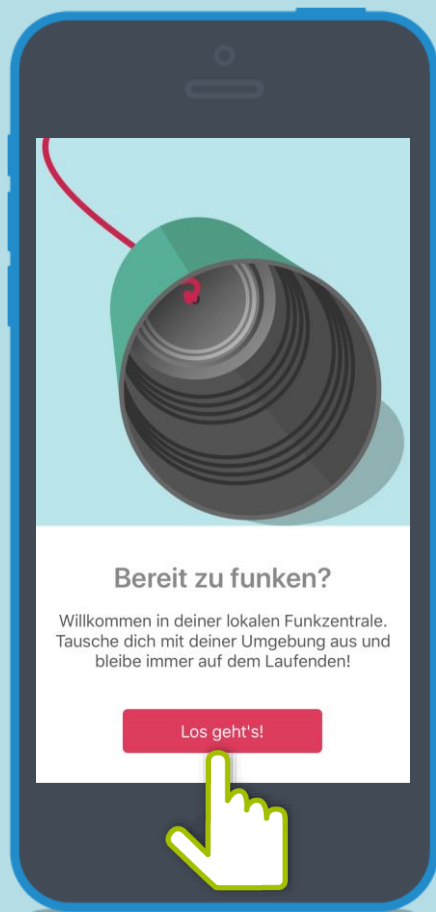 Bereit zu funken?
Willkommen in deiner lokalen Funkzentrale.
Tausche dich mit deiner Umgebung aus und
bleibe immer auf dem Laufenden!
Los geht's!